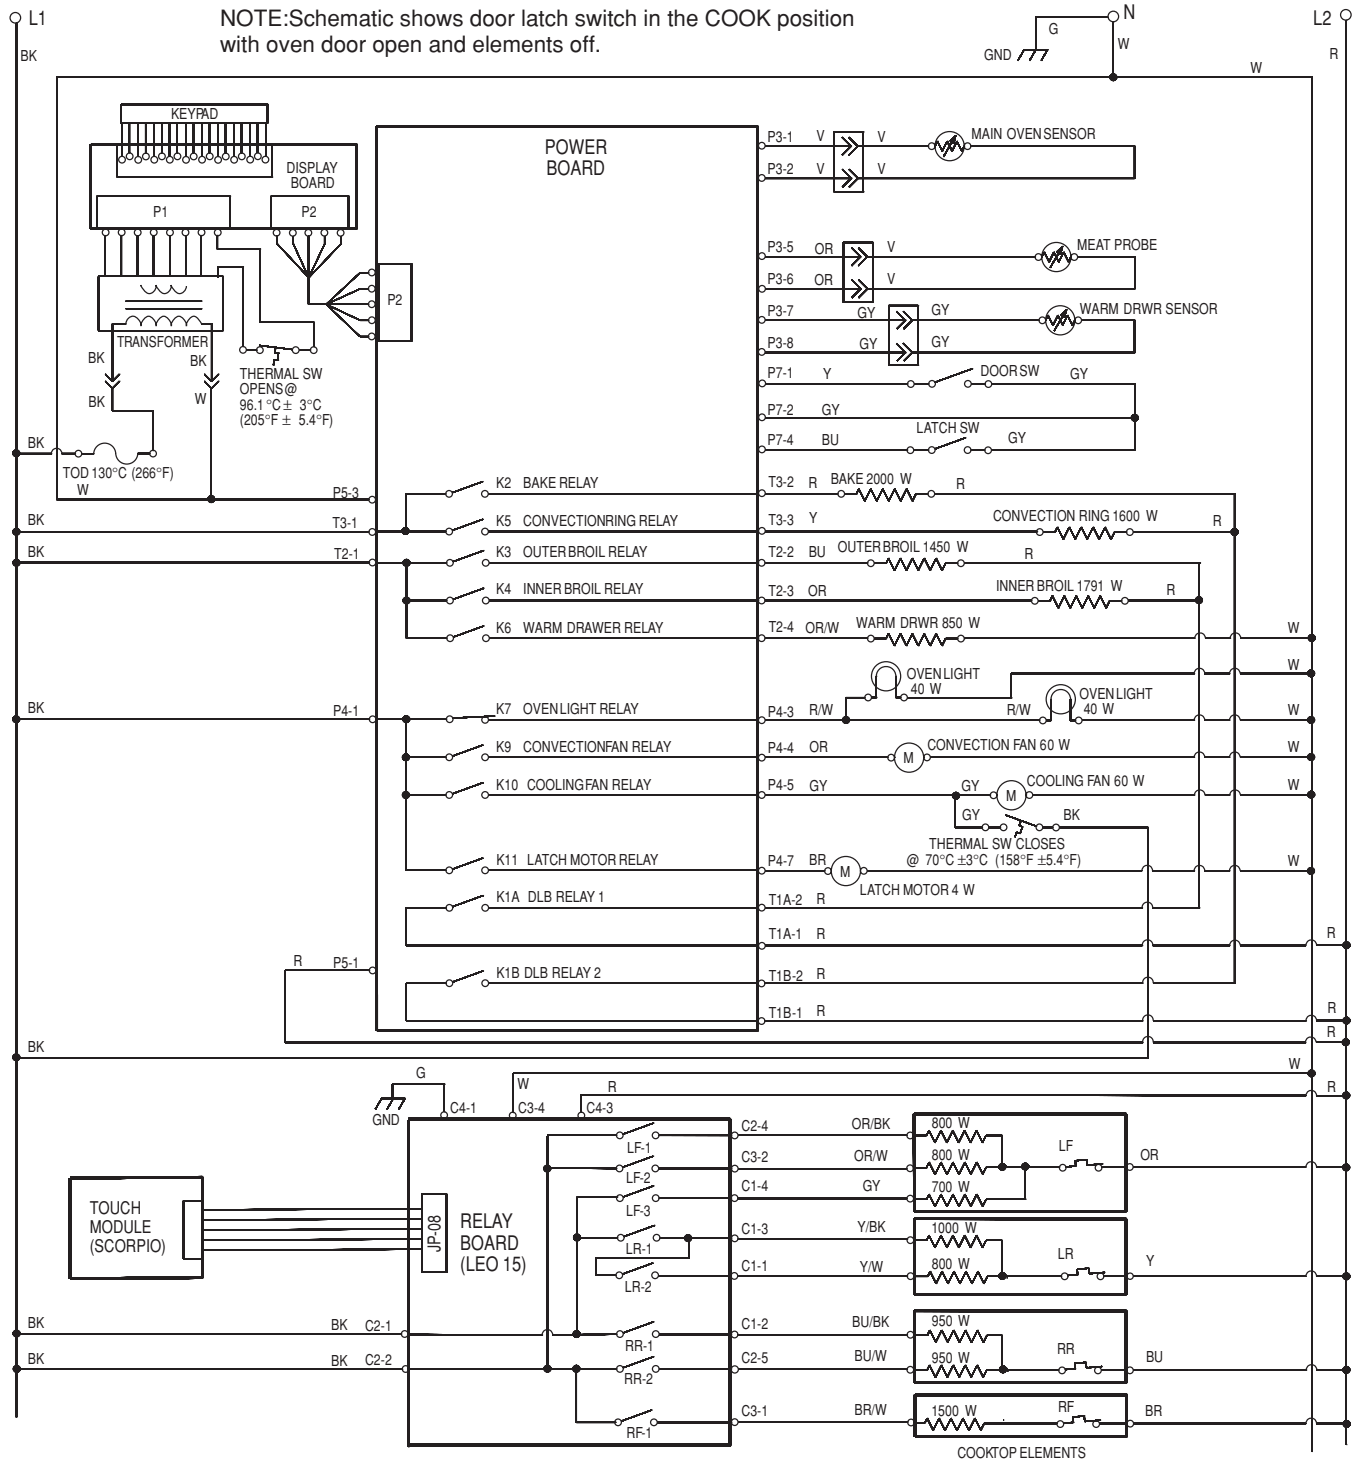 L1
NOTE:Schematic shows door latch switch in the COOK position
with oven door open and elements off.
N
L2
G
W
GND
BK
R
W
KEYPAD
DISPLAY
BOARD
P1
P2
POWER
BOARD
P2
TRANSFORMER
BK
BK
BK
W
THERMAL SW
OPENS@
96.1 °C ± 3°C
(205°F ± 5.4°F)
BK
TOD 130°C (266°F)
W
P5-3
P3-1 V V MAIN OVEN SENSOR
P3-2 V V
P3-5 OR V MEAT PROBE
P3-6 OR V
P3-7 GY GY WARM DRWR SENSOR
P3-8 GY GY
P7-1 Y DOOR SW GY
P7-2 GY
P7-4 BU LATCH SW GY
K2 BAKE RELAY T3-2 R BAKE 2000 W R
BK T3-1 K5 CONVECTION RING RELAY T3-3 Y CONVECTION RING 1600 W R
BK T2-1 K3 OUTER BROIL RELAY T2-2 BU OUTER BROIL 1450 W R
K4 INNER BROIL RELAY T2-3 OR INNER BROIL 1791 W R
K6 WARM DRAWER RELAY T2-4 OR/W WARM DRWR 850 W W
OVEN LIGHT
40 W
W
BK P4-1 K7 OVEN LIGHT RELAY P4-3 R/W R/W OVEN LIGHT
40 W
W
K9 CONVECTION FAN RELAY P4-4 OR M CONVECTION FAN 60 W W
K10 COOLING FAN RELAY P4-5 GY GY M COOLING FAN 60 W W
GY BK
THERMAL SW CLOSES
@ 70°C ±3°C (158°F ±5.4°F)
K11 LATCH MOTOR RELAY P4-7 BR M W
LATCH MOTOR 4 W
K1A DLB RELAY 1 T1A-2 R
T1A-1 R R
R P5-1
K1B DLB RELAY 2 T1B-2 R
T1B-1 R R
R
BK
W
G W R R
GND C4-1 C3-4 C4-3
TOUCH
MODULE
(SCORPIO)
JP-08
RELAY
BOARD
(LEO 15)
LF-1 C2-4 OR/BK 800 W
LF-2 C3-2 OR/W 800 W LF OR
LF-3 C1-4 GY 700 W
LR-1 C1-3 Y/BK 1000 W
LR-2 C1-1 Y/W 800 W LR Y
BK BK C2-1 RR-1 C1-2 BU/BK 950 W
BK BK C2-2 RR-2 C2-5 BU/W 950 W RR BU
RF-1 C3-1 BR/W 1500 W RF BR
COOKTOP ELEMENTS